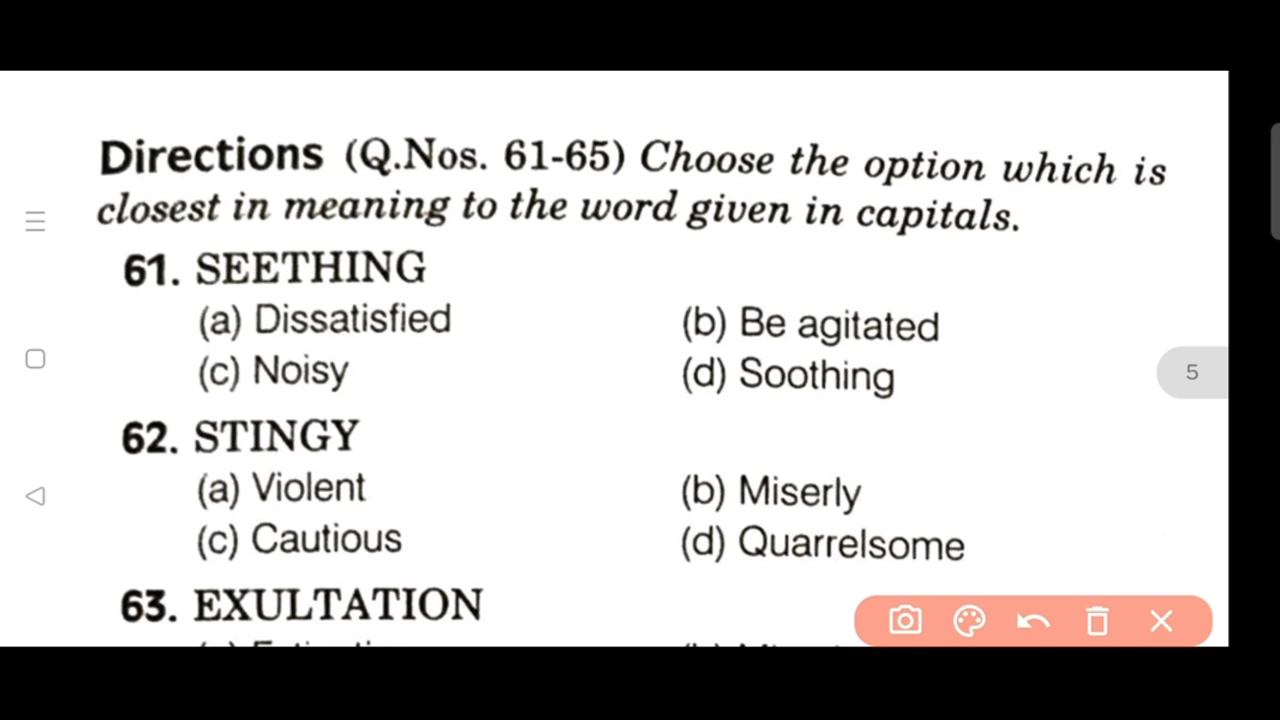 Directions (Q.Nos. 61-65) Choose the option which is
closest in meaning to the word given in capitals.
61. SEETHING
(a) Dissatisfied (b) Be agitated
(c) Noisy (d) Soothing
5
62. STINGY
(a) Violent (b) Miserly
(c) Cautious (d) Quarrelsome
63. EXULTATION